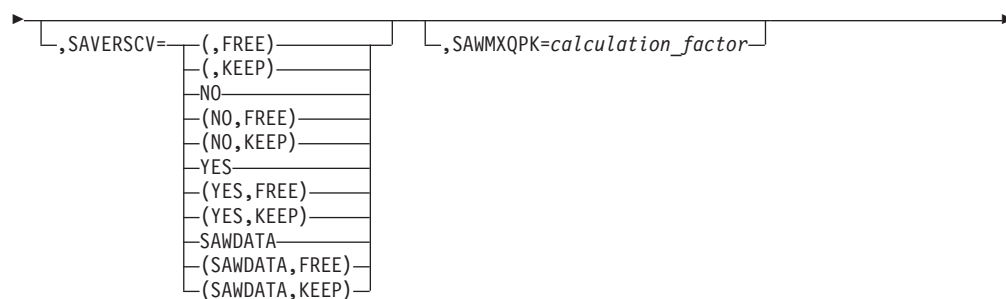 ,SAVERSCV= (,FREE) ,SAWMXQPK=calculation_factor
(,KEEP)
NO
(NO,FREE)
(NO,KEEP)
YES
(YES,FREE)
(YES,KEEP)
SAWDATA
(SAWDATA,FREE)
(SAWDATA,KEEP)